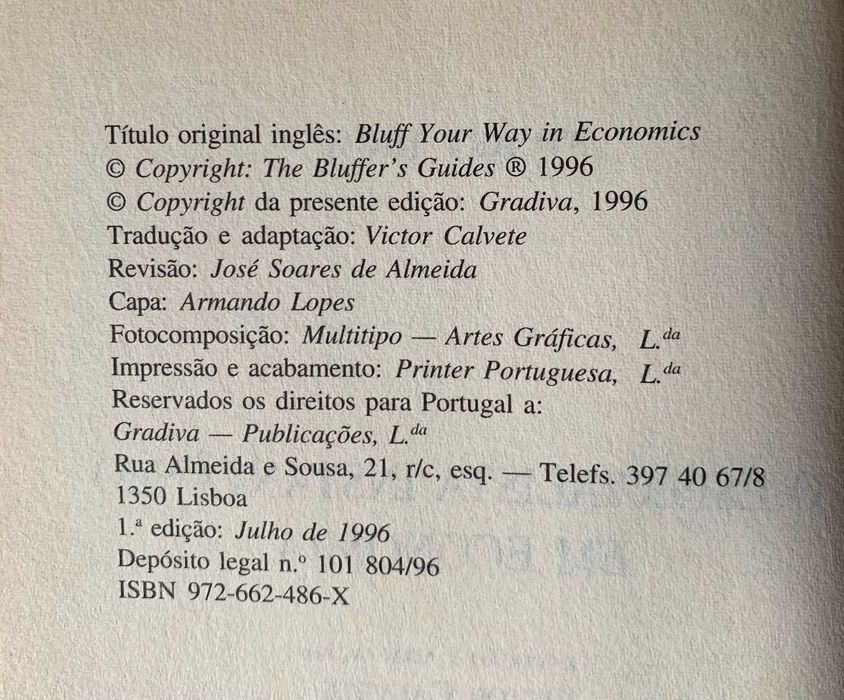 Título original inglês: Bluff Your Way in Economics
© Copyright: The Bluffer's Guides ® 1996
© Copyright da presente edição: Gradiva, 1996
Tradução e adaptação: Victor Calvete
Revisão: José Soares de Almeida
Capa: Armando Lopes
Fotocomposição: Multitipo — Artes Gráficas, L.da
Impressão e acabamento: Printer Portuguesa, L.da
Reservados os direitos para Portugal a:
Gradiva — Publicações, L.da
Rua Almeida e Sousa, 21, r/c, esq. — Telefs. 397 40 67/8
1350 Lisboa
1.ª edição: Julho de 1996
Depósito legal n.º 101 804/96
ISBN 972-662-486-X